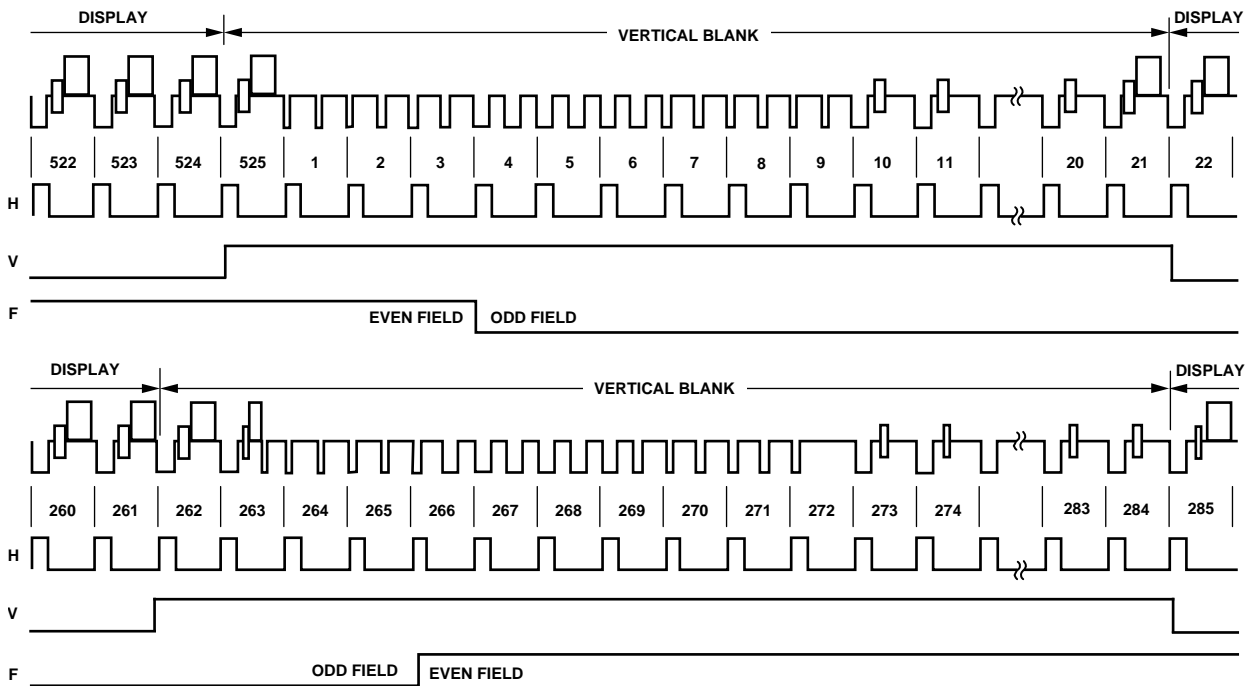 DISPLAY VERTICAL BLANK DISPLAY
522 523 524 525 1 2 3 4 5 6 7 8 9 10 11 20 21 22
H
V
F EVEN FIELD ODD FIELD
DISPLAY VERTICAL BLANK DISPLAY
260 261 262 263 264 265 266 267 268 269 270 271 272 273 274 283 284 285
H
V
F ODD FIELD EVEN FIELD